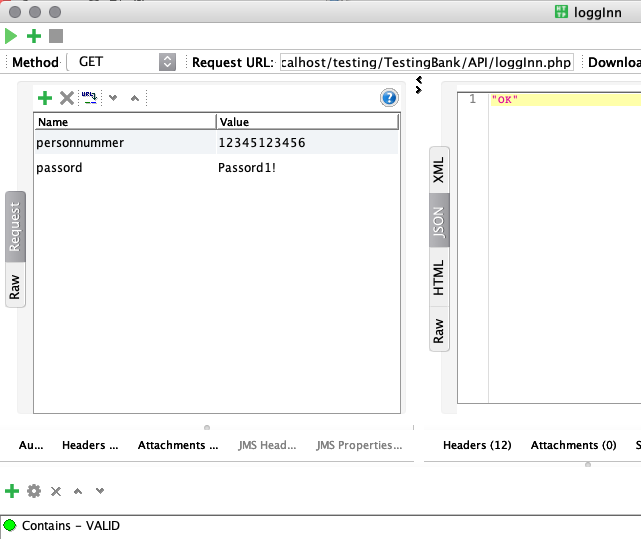 loggInn
Method GET Request URL: calhost/testing/TestingBank/API/loggInn.php Downloa
Name Value
personnummer 12345123456
passord Passord1!
Request
Raw
1 "OK"
XML
JSON
HTML
Raw
Au... Headers ... Attachments ... JMS Head... JMS Properties... Headers (12) Attachments (0) S
Contains - VALID